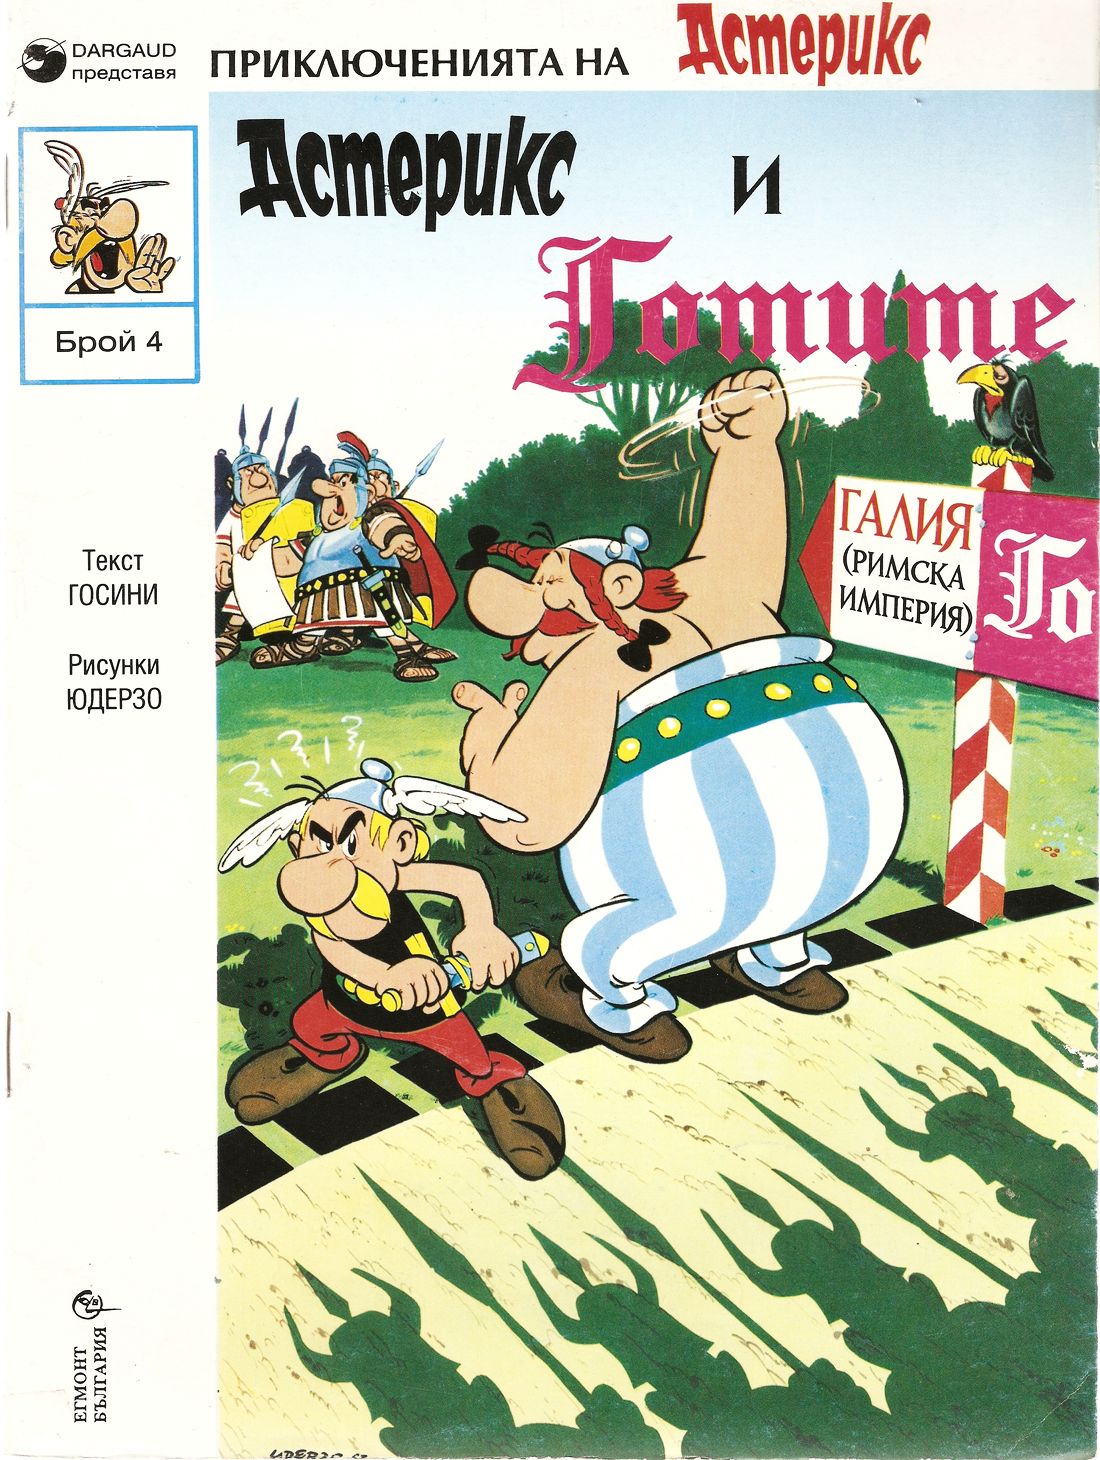 DARGAUD
представя
ПРИКЛЮЧЕНИЯТА НА
Астерикс
Астерикс
и
Готите
Брой 4
Текст
ГОСИНИ
Рисунки
ЮДЕРЗО
ГАЛИЯ
(РИМСКА
ИМПЕРИЯ)
Го
ЕГМОНТ
БЪЛГАРИЯ